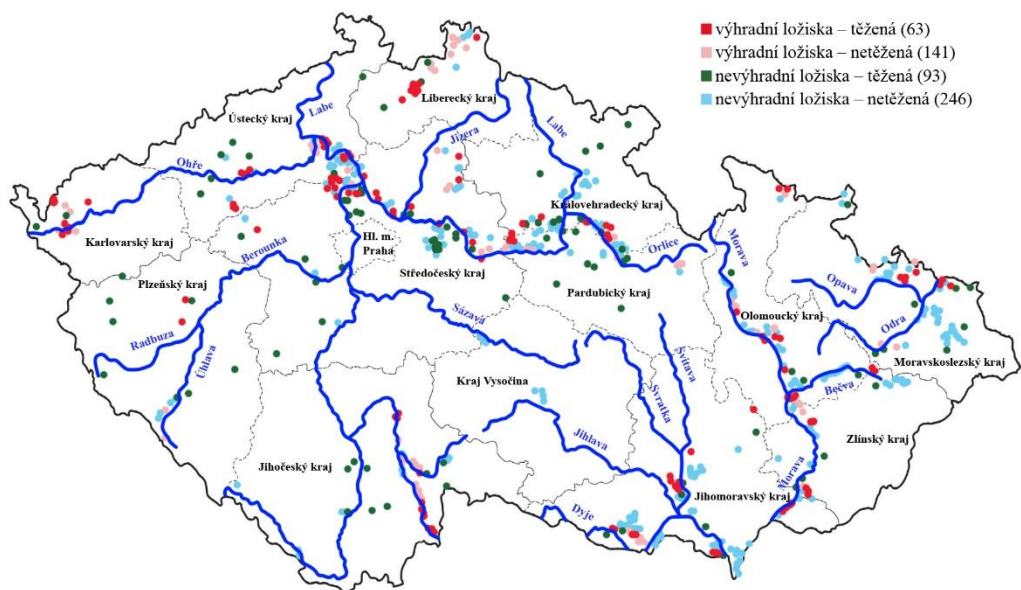 výhradní ložiska – těžená (63)
výhradní ložiska – netěžená (141)
nevýhradní ložiska – těžená (93)
nevýhradní ložiska – netěžená (246)
Liberecký kraj
Labe
Ústecký kraj
Labe
Jizera
Ohře
Královehradecký kraj
Karlovarský kraj
Hl. m.
Praha
Berounka
Orlice
Morava
Středočeský kraj
Plzeňský kraj
Opava
Pardubický kraj
Olomoucký kraj
Sázava
Odra
Radbuza
Svitava
Moravskoslezský kraj
Úhlava
Kraj Vysočina
Bečva
Svratka
Jihlava
Zlínský kraj
Jihočeský kraj
Morava
Jihomoravský kraj
Dyje